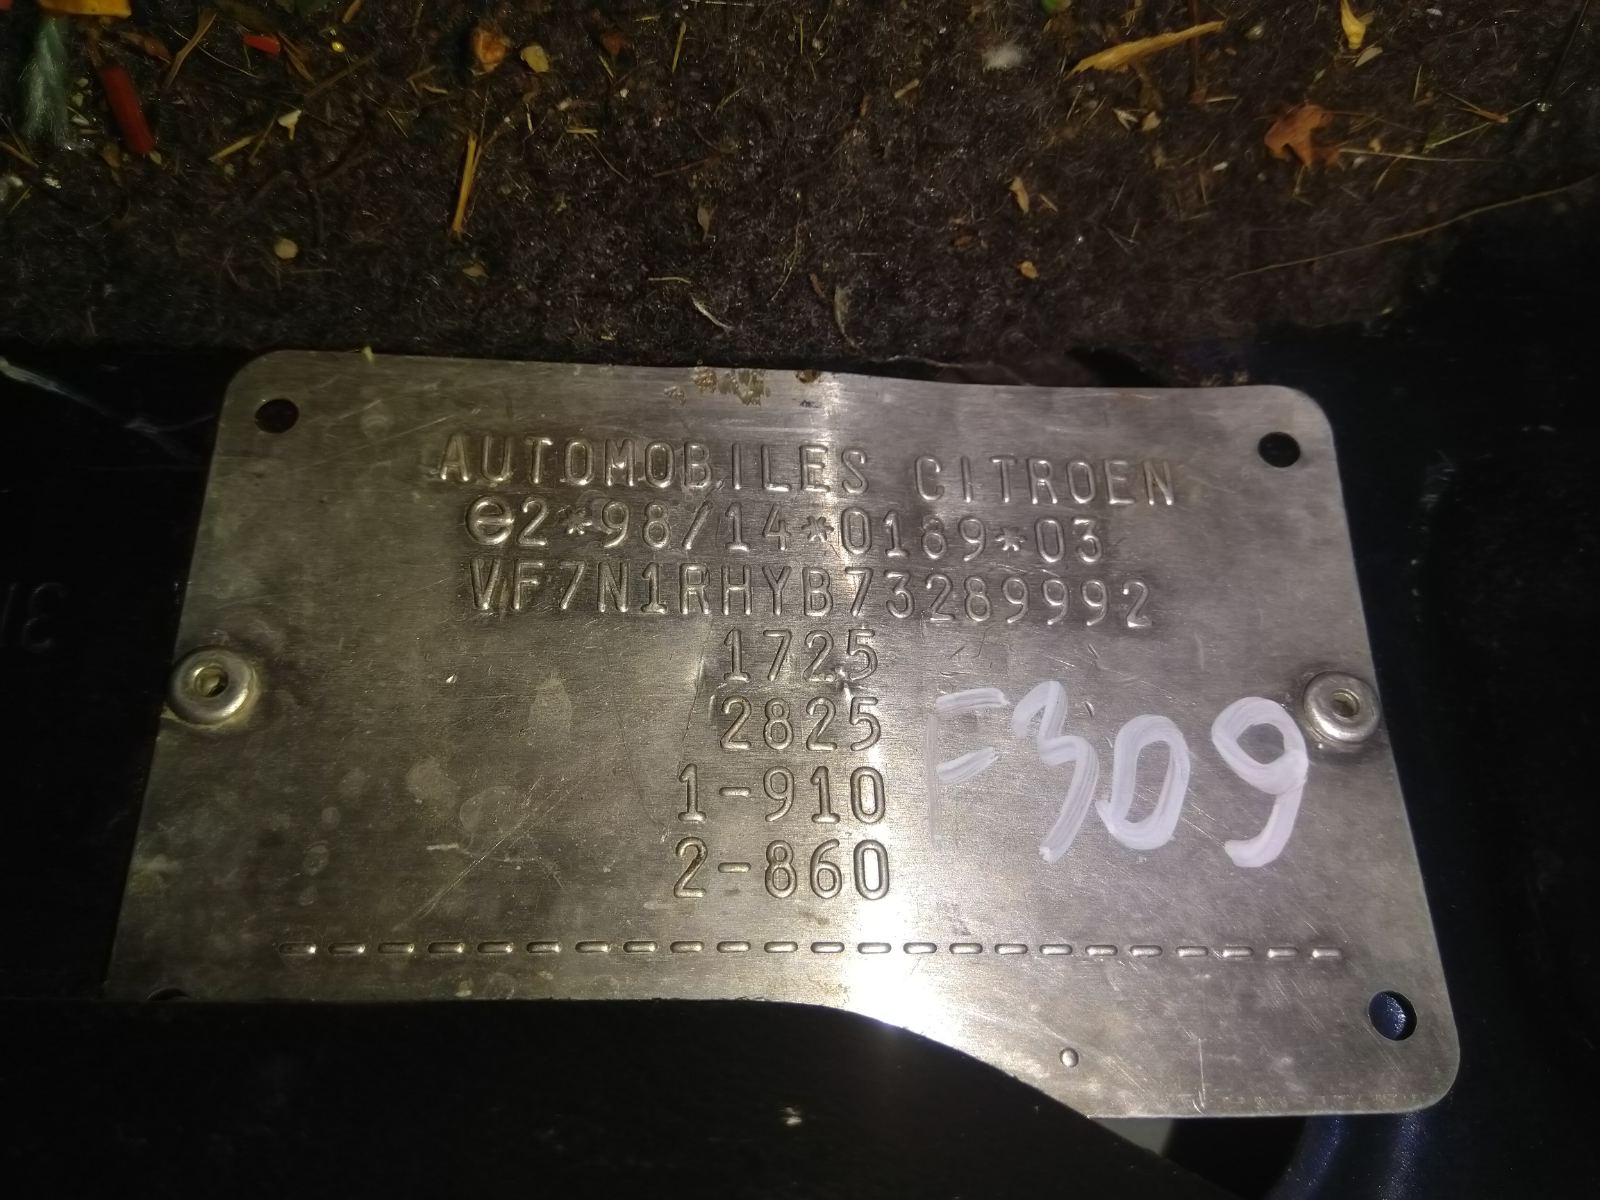 AUTOMOBILES CITROEN
e2*98/14*0189*03
VF7N1RHYB73289992
1725
2825
1-910
2-860
F309